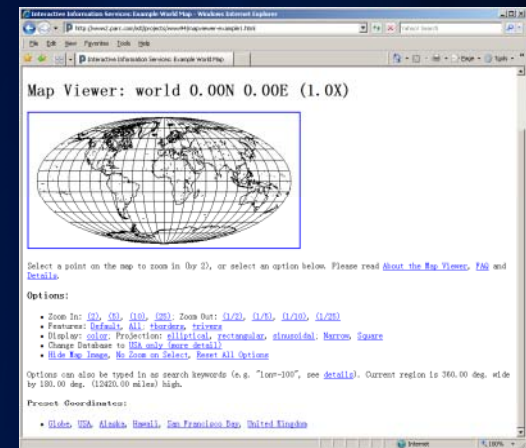 Interactive Information Services: Example World Map - Windows Internet Explorer
File Edit View Favorites Tools Help
Interactive Information Services: Example World Map
Page Tools
Map Viewer: world 0.00N 0.00E (1.0X)
Select a point on the map to zoom in (by 2), or select an option below. Please read About the Map Viewer, FAQ and
Details.
Options:
Zoom In: (2), (5), (10), (25); Zoom Out: (1/2), (1/5), (1/10), (1/25)
Features: Default, All; +borders, +rivers
Display: color; Projection: elliptical, rectangular, sinusoidal; Narrow, Square
Change Database to USA only (more detail)
Hide Map Image, No Zoom on Select, Reset All Options
Options can also be typed in as search keywords (e.g. "lon=-100", see details). Current region is 360.00 deg. wide
by 180.00 deg. (12420.00 miles) high.
Preset Coordinates:
Globe, USA, Alaska, Hawaii, San Francisco Bay, United Kingdom
Internet 100%